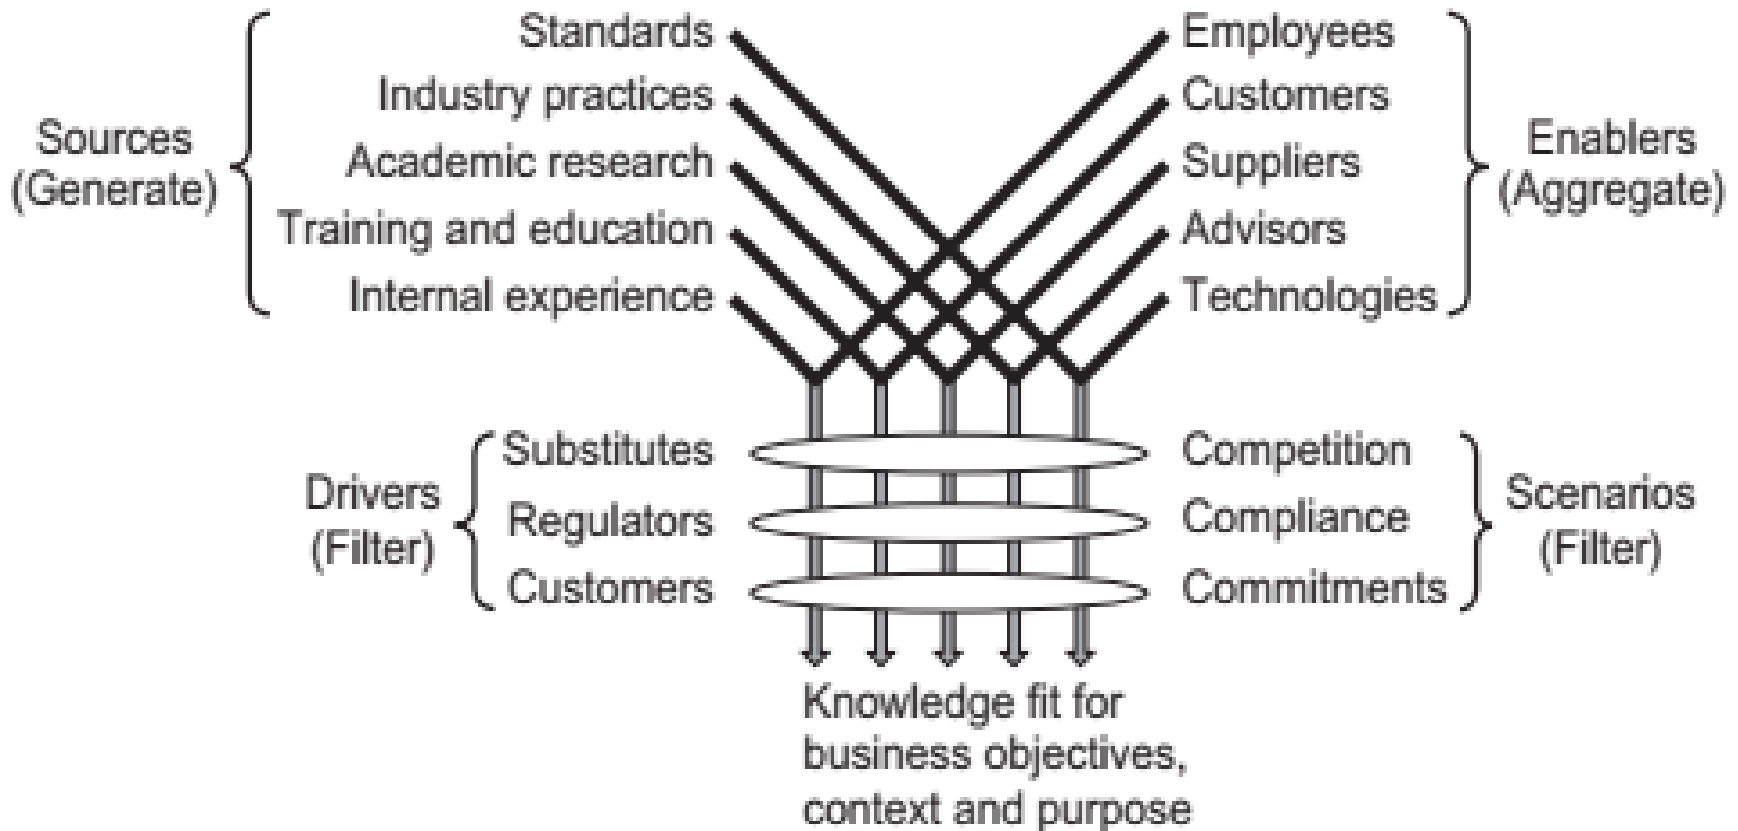 Sources
(Generate)
Standards
Industry practices
Academic research
Training and education
Internal experience
Employees
Customers
Suppliers
Advisors
Technologies
Enablers
(Aggregate)
Drivers
(Filter)
Substitutes
Regulators
Customers
Competition
Compliance
Commitments
Scenarios
(Filter)
Knowledge fit for
business objectives,
context and purpose